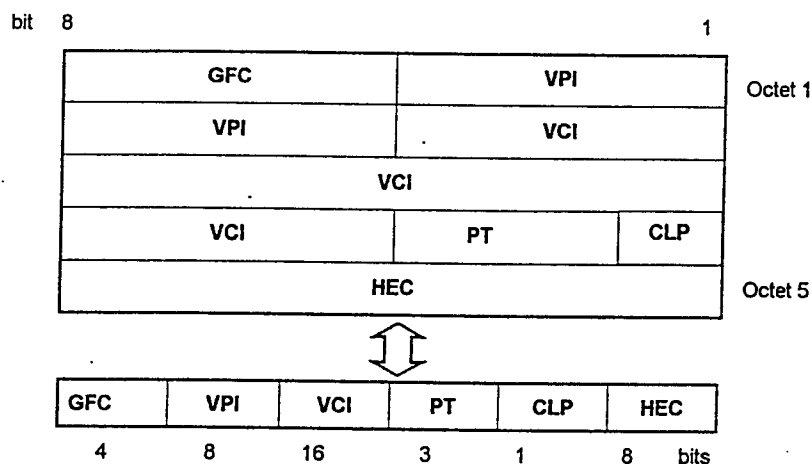 bit 8 1
GFC VPI Octet 1
VPI VCI
VCI
VCI PT CLP
HEC Octet 5
GFC VPI VCI PT CLP HEC
4 8 16 3 1 8 bits